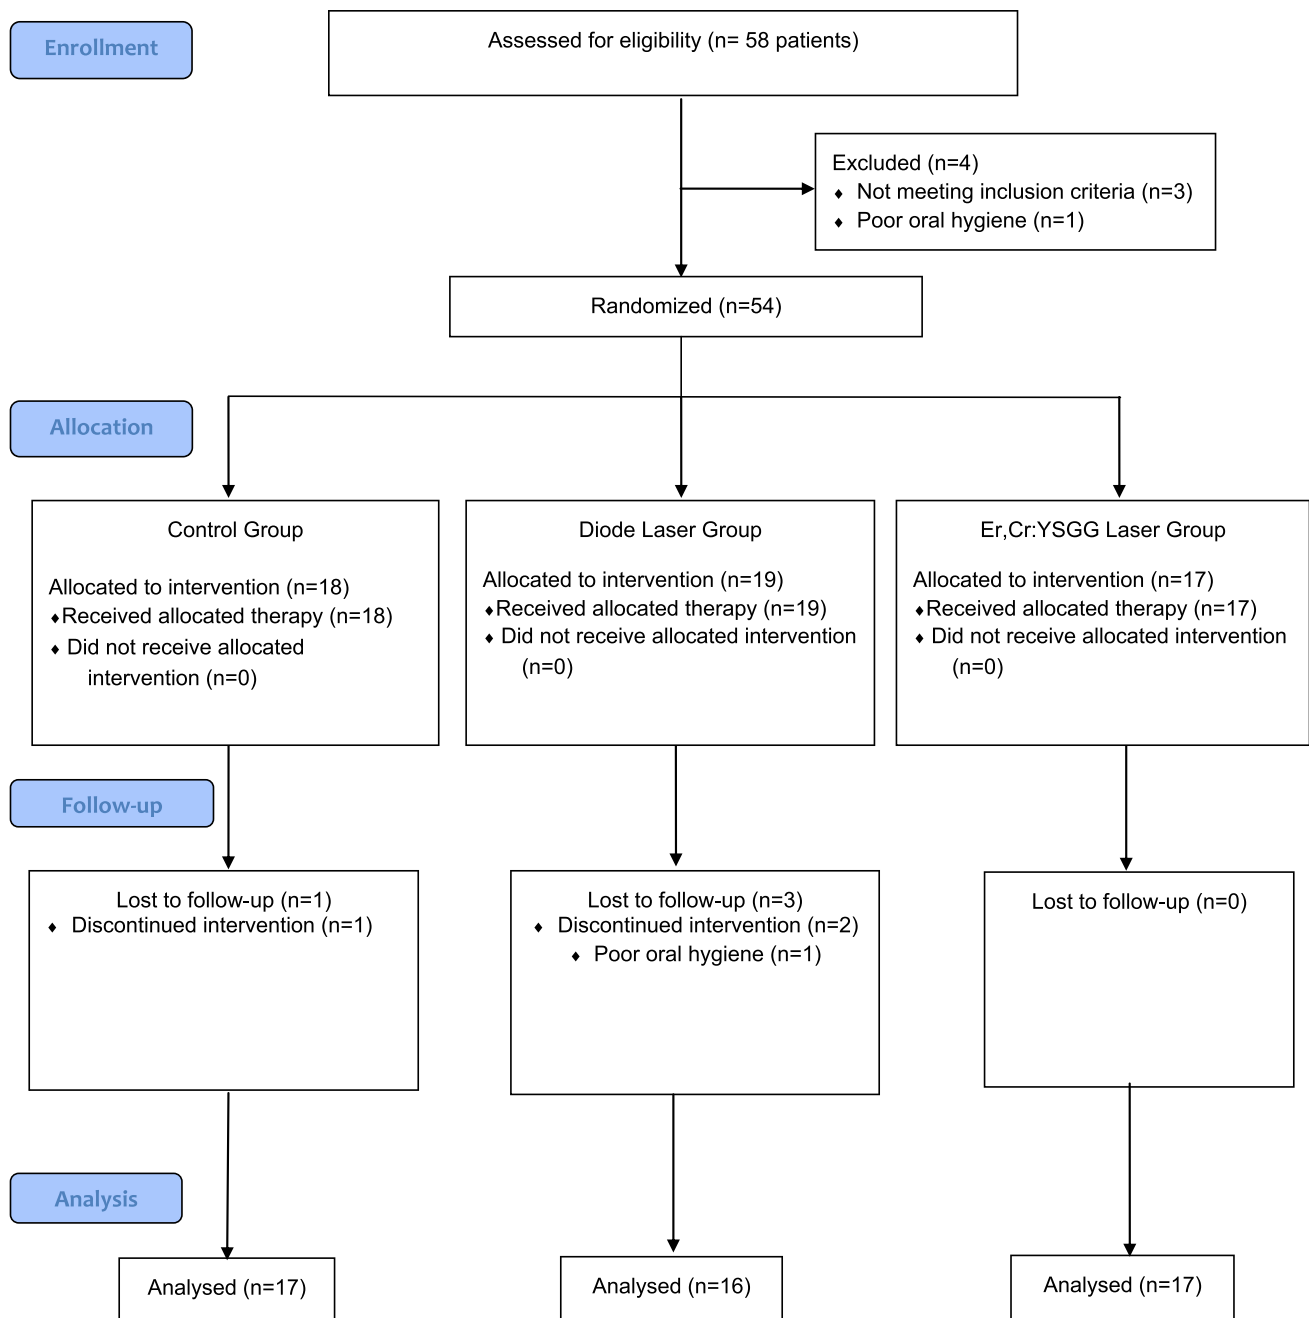 Enrollment
Assessed for eligibility (n= 58 patients)
Excluded (n=4)
♦ Not meeting inclusion criteria (n=3)
♦ Poor oral hygiene (n=1)
Randomized (n=54)
Allocation
Control Group
Allocated to intervention (n=18)
♦Received allocated therapy (n=18)
♦ Did not receive allocated
intervention (n=0)
Diode Laser Group
Allocated to intervention (n=19)
♦Received allocated therapy (n=19)
♦ Did not receive allocated intervention
(n=0)
Er,Cr:YSGG Laser Group
Allocated to intervention (n=17)
♦Received allocated therapy (n=17)
♦ Did not receive allocated intervention
(n=0)
Follow-up
Lost to follow-up (n=1)
♦ Discontinued intervention (n=1)
Lost to follow-up (n=3)
♦ Discontinued intervention (n=2)
♦ Poor oral hygiene (n=1)
Lost to follow-up (n=0)
Analysis
Analysed (n=17)
Analysed (n=16)
Analysed (n=17)